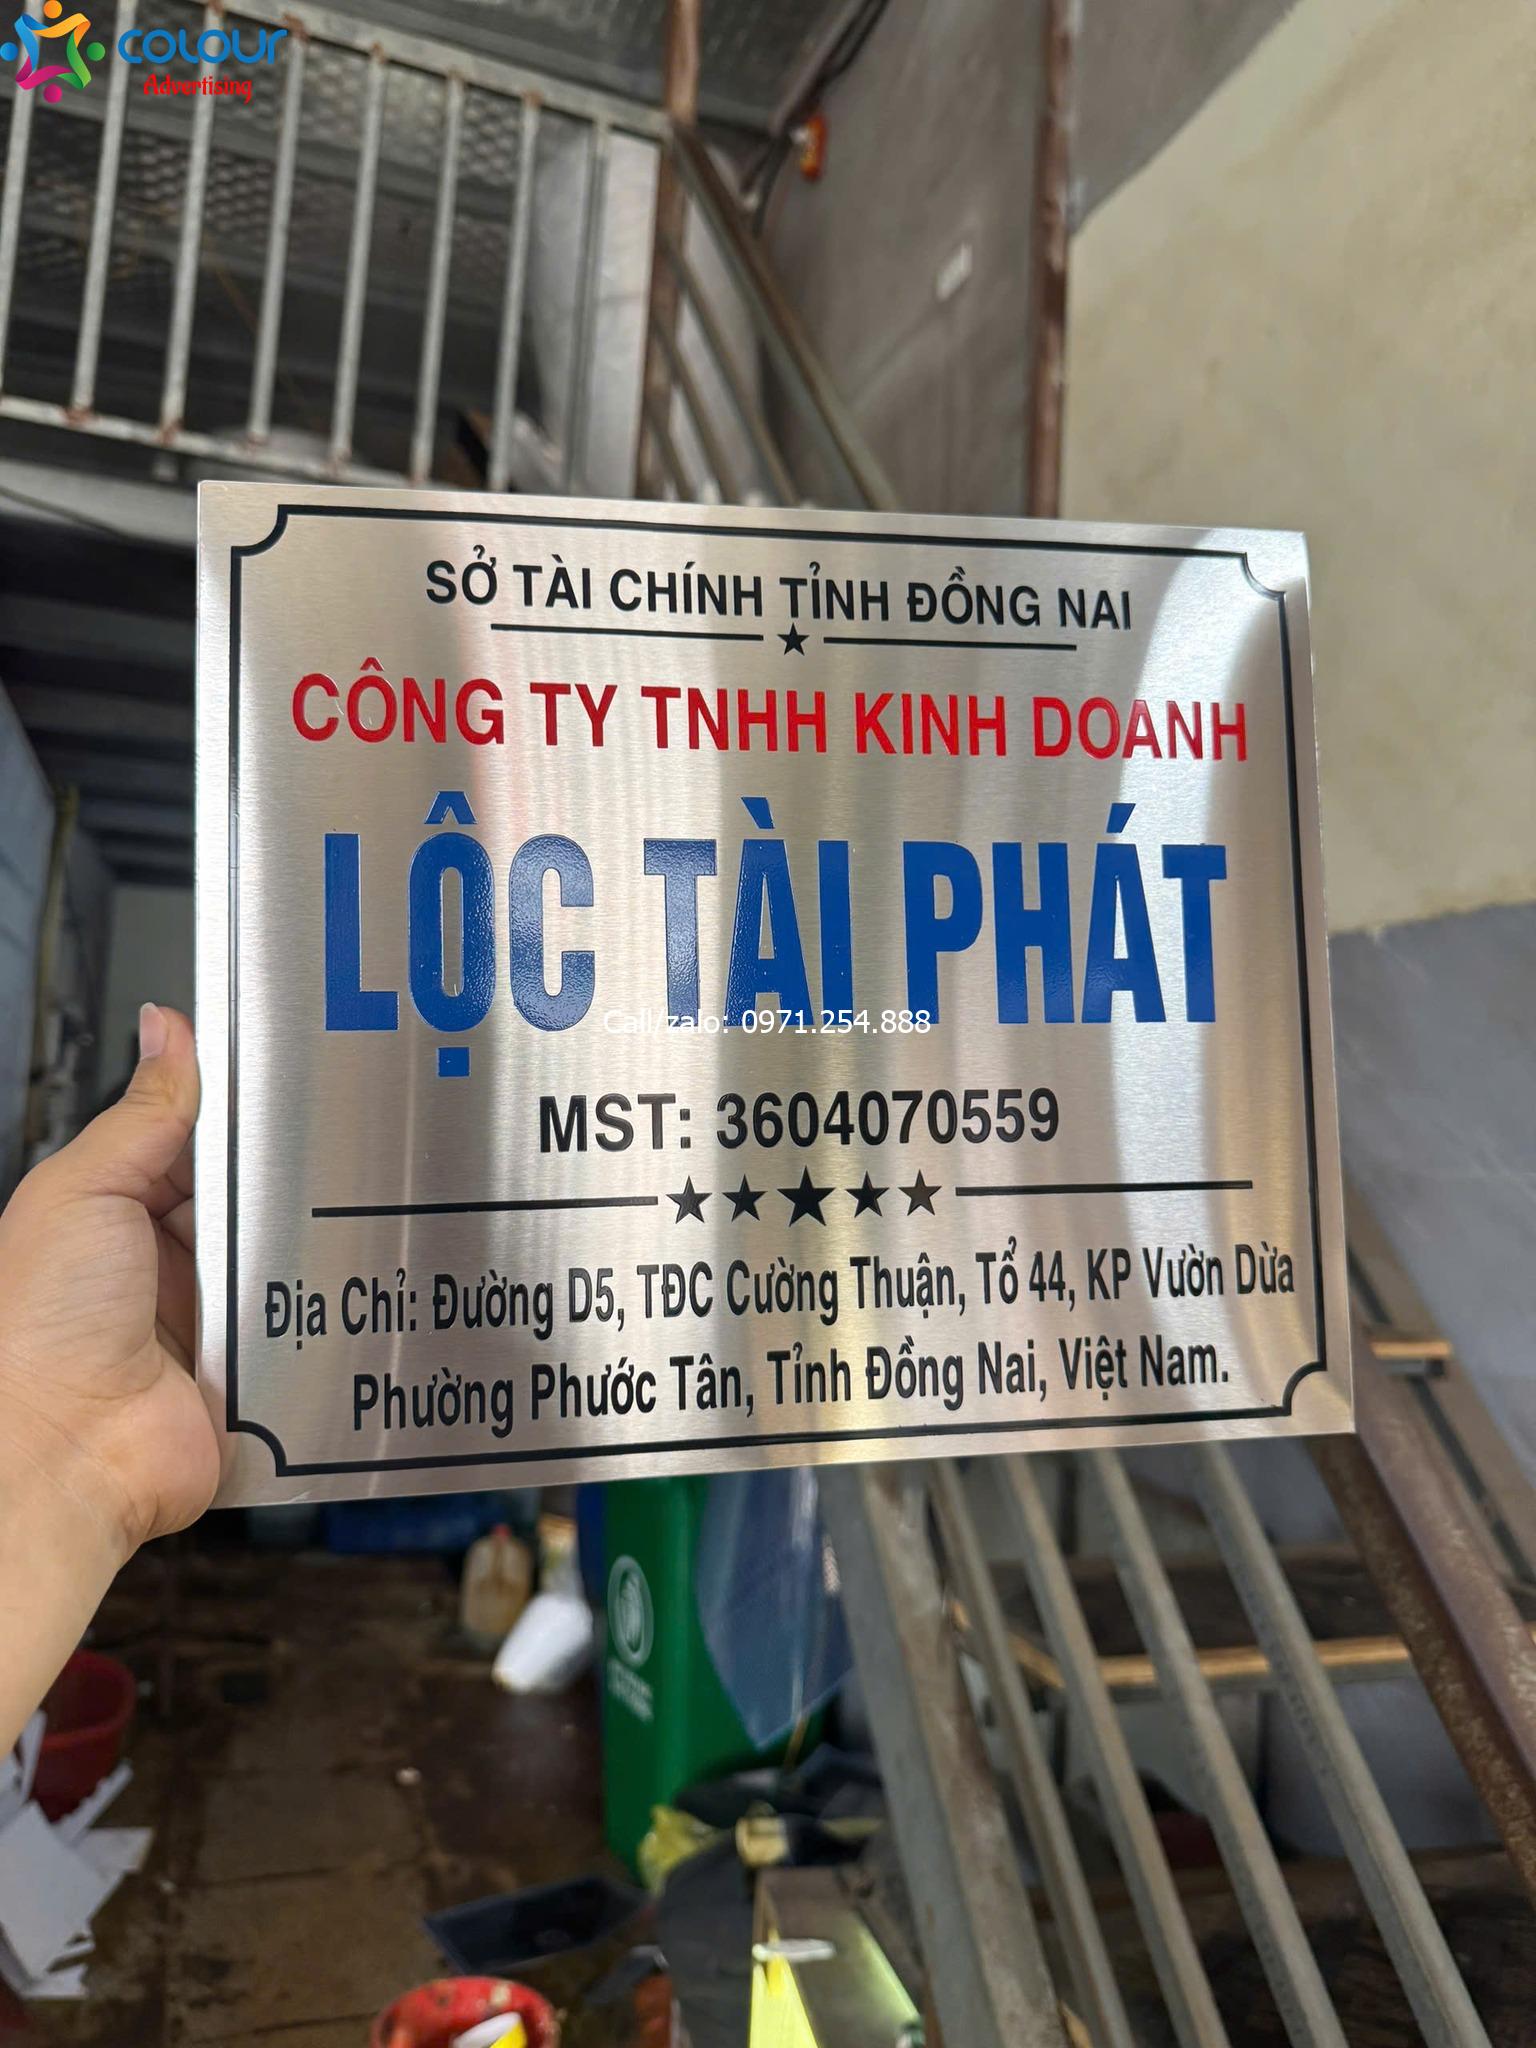 COLOUR
Advertising
SỞ TÀI CHÍNH TỈNH ĐỒNG NAI
CÔNG TY TNHH KINH DOANH
LỘC TÀI PHÁT
Call/zalo: 0971.254.888
MST: 3604070559
Địa Chỉ: Đường D5, TĐC Cường Thuận, Tổ 44, KP Vườn Dừa
Phường Phước Tân, Tỉnh Đồng Nai, Việt Nam.